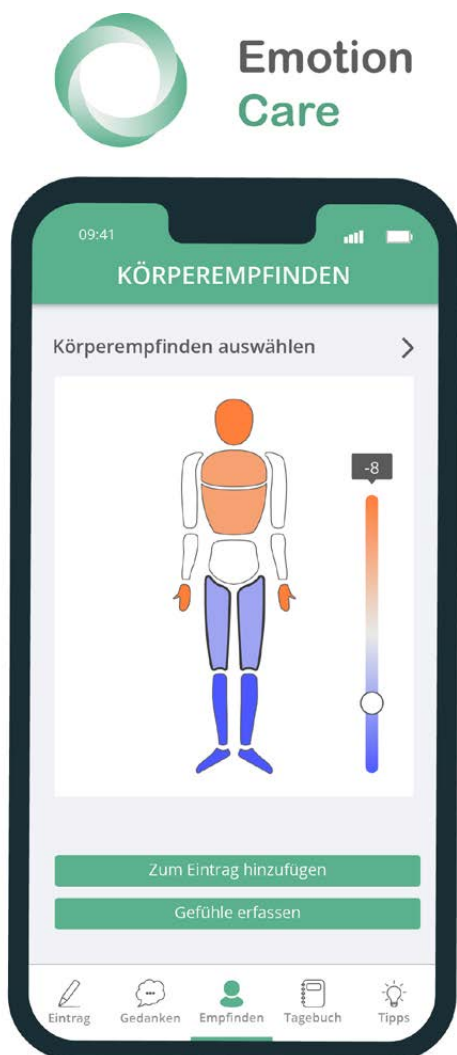 Emotion
Care
09:41
KÖRPEREMPFINDEN
Körperempfinden auswählen
-8
Zum Eintrag hinzufügen
Gefühle erfassen
Eintrag Gedanken Empfinden Tagebuch Tipps